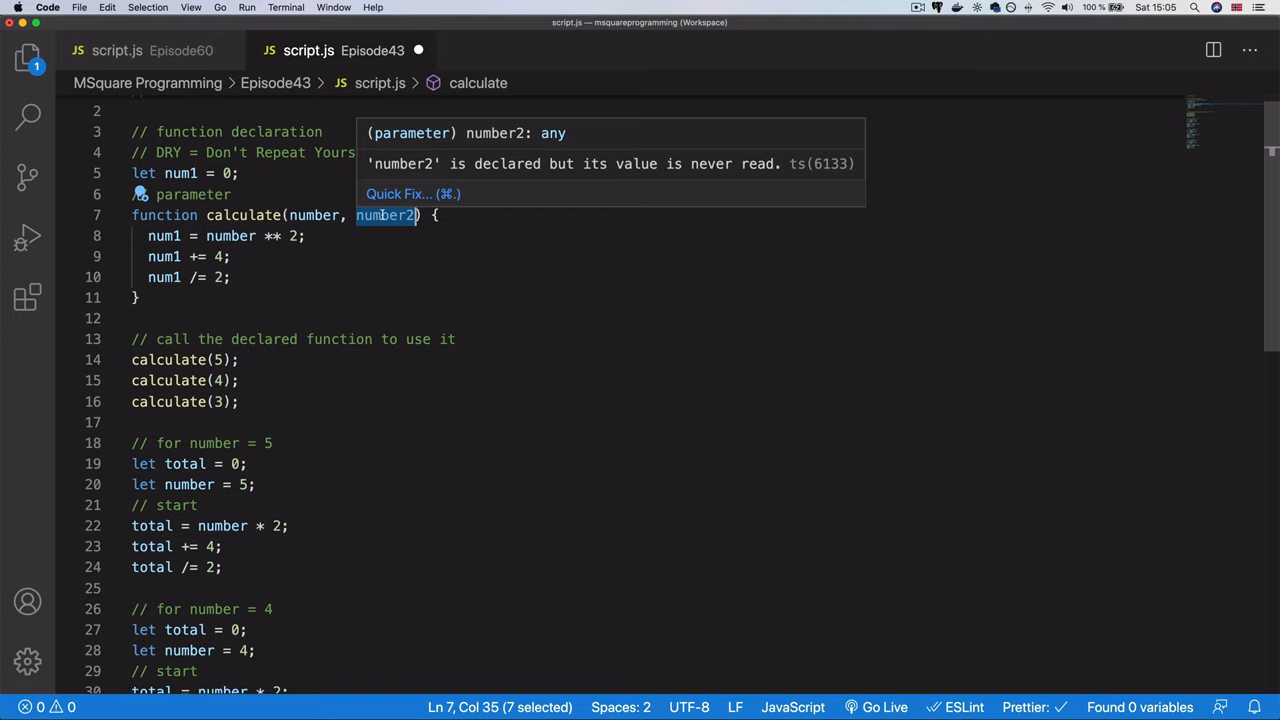 Code File Edit Selection View Go Run Terminal Window Help 100 % Sat 15:05
script.js — msquareprogramming (Workspace)
JS script.js Episode60 JS script.js Episode43
MSquare Programming > Episode43 > JS script.js > calculate
2
3 // function declaration
4 // DRY = Don't Repeat Yours
5 let num1 = 0;
6 parameter
7 function calculate(number, number2) {
8 num1 = number ** 2;
9 num1 += 4;
10 num1 /= 2;
11 }
12
13 // call the declared function to use it
14 calculate(5);
15 calculate(4);
16 calculate(3);
17
18 // for number = 5
19 let total = 0;
20 let number = 5;
21 // start
22 total = number * 2;
23 total += 4;
24 total /= 2;
25
26 // for number = 4
27 let total = 0;
28 let number = 4;
29 // start
30 total = number * 2;
(parameter) number2: any
'number2' is declared but its value is never read. ts(6133)
Quick Fix... (⌘.)
1
0 0 Ln 7, Col 35 (7 selected) Spaces: 2 UTF-8 LF JavaScript Go Live ESLint Prettier: ✓ Found 0 variables